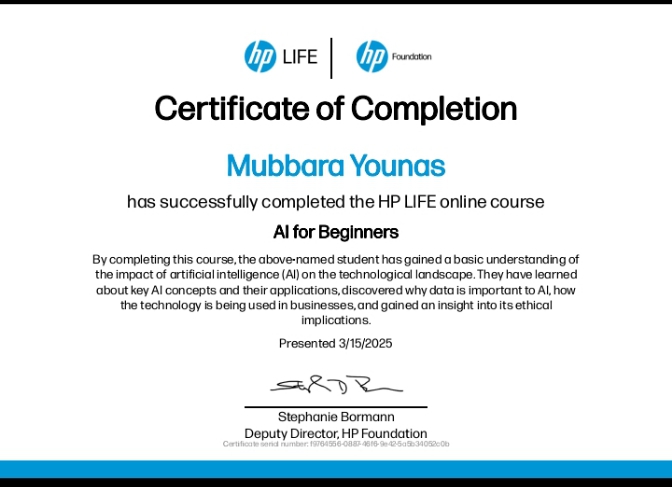 hp LIFE | hp Foundation
Certificate of Completion
Mubbara Younas
has successfully completed the HP LIFE online course
AI for Beginners
By completing this course, the above-named student has gained a basic understanding of
the impact of artificial intelligence (AI) on the technological landscape. They have learned
about key AI concepts and their applications, discovered why data is important to AI, how
the technology is being used in businesses, and gained an insight into its ethical
implications.
Presented 3/15/2025
Stephanie Bormann
Deputy Director, HP Foundation
Certificate serial number: